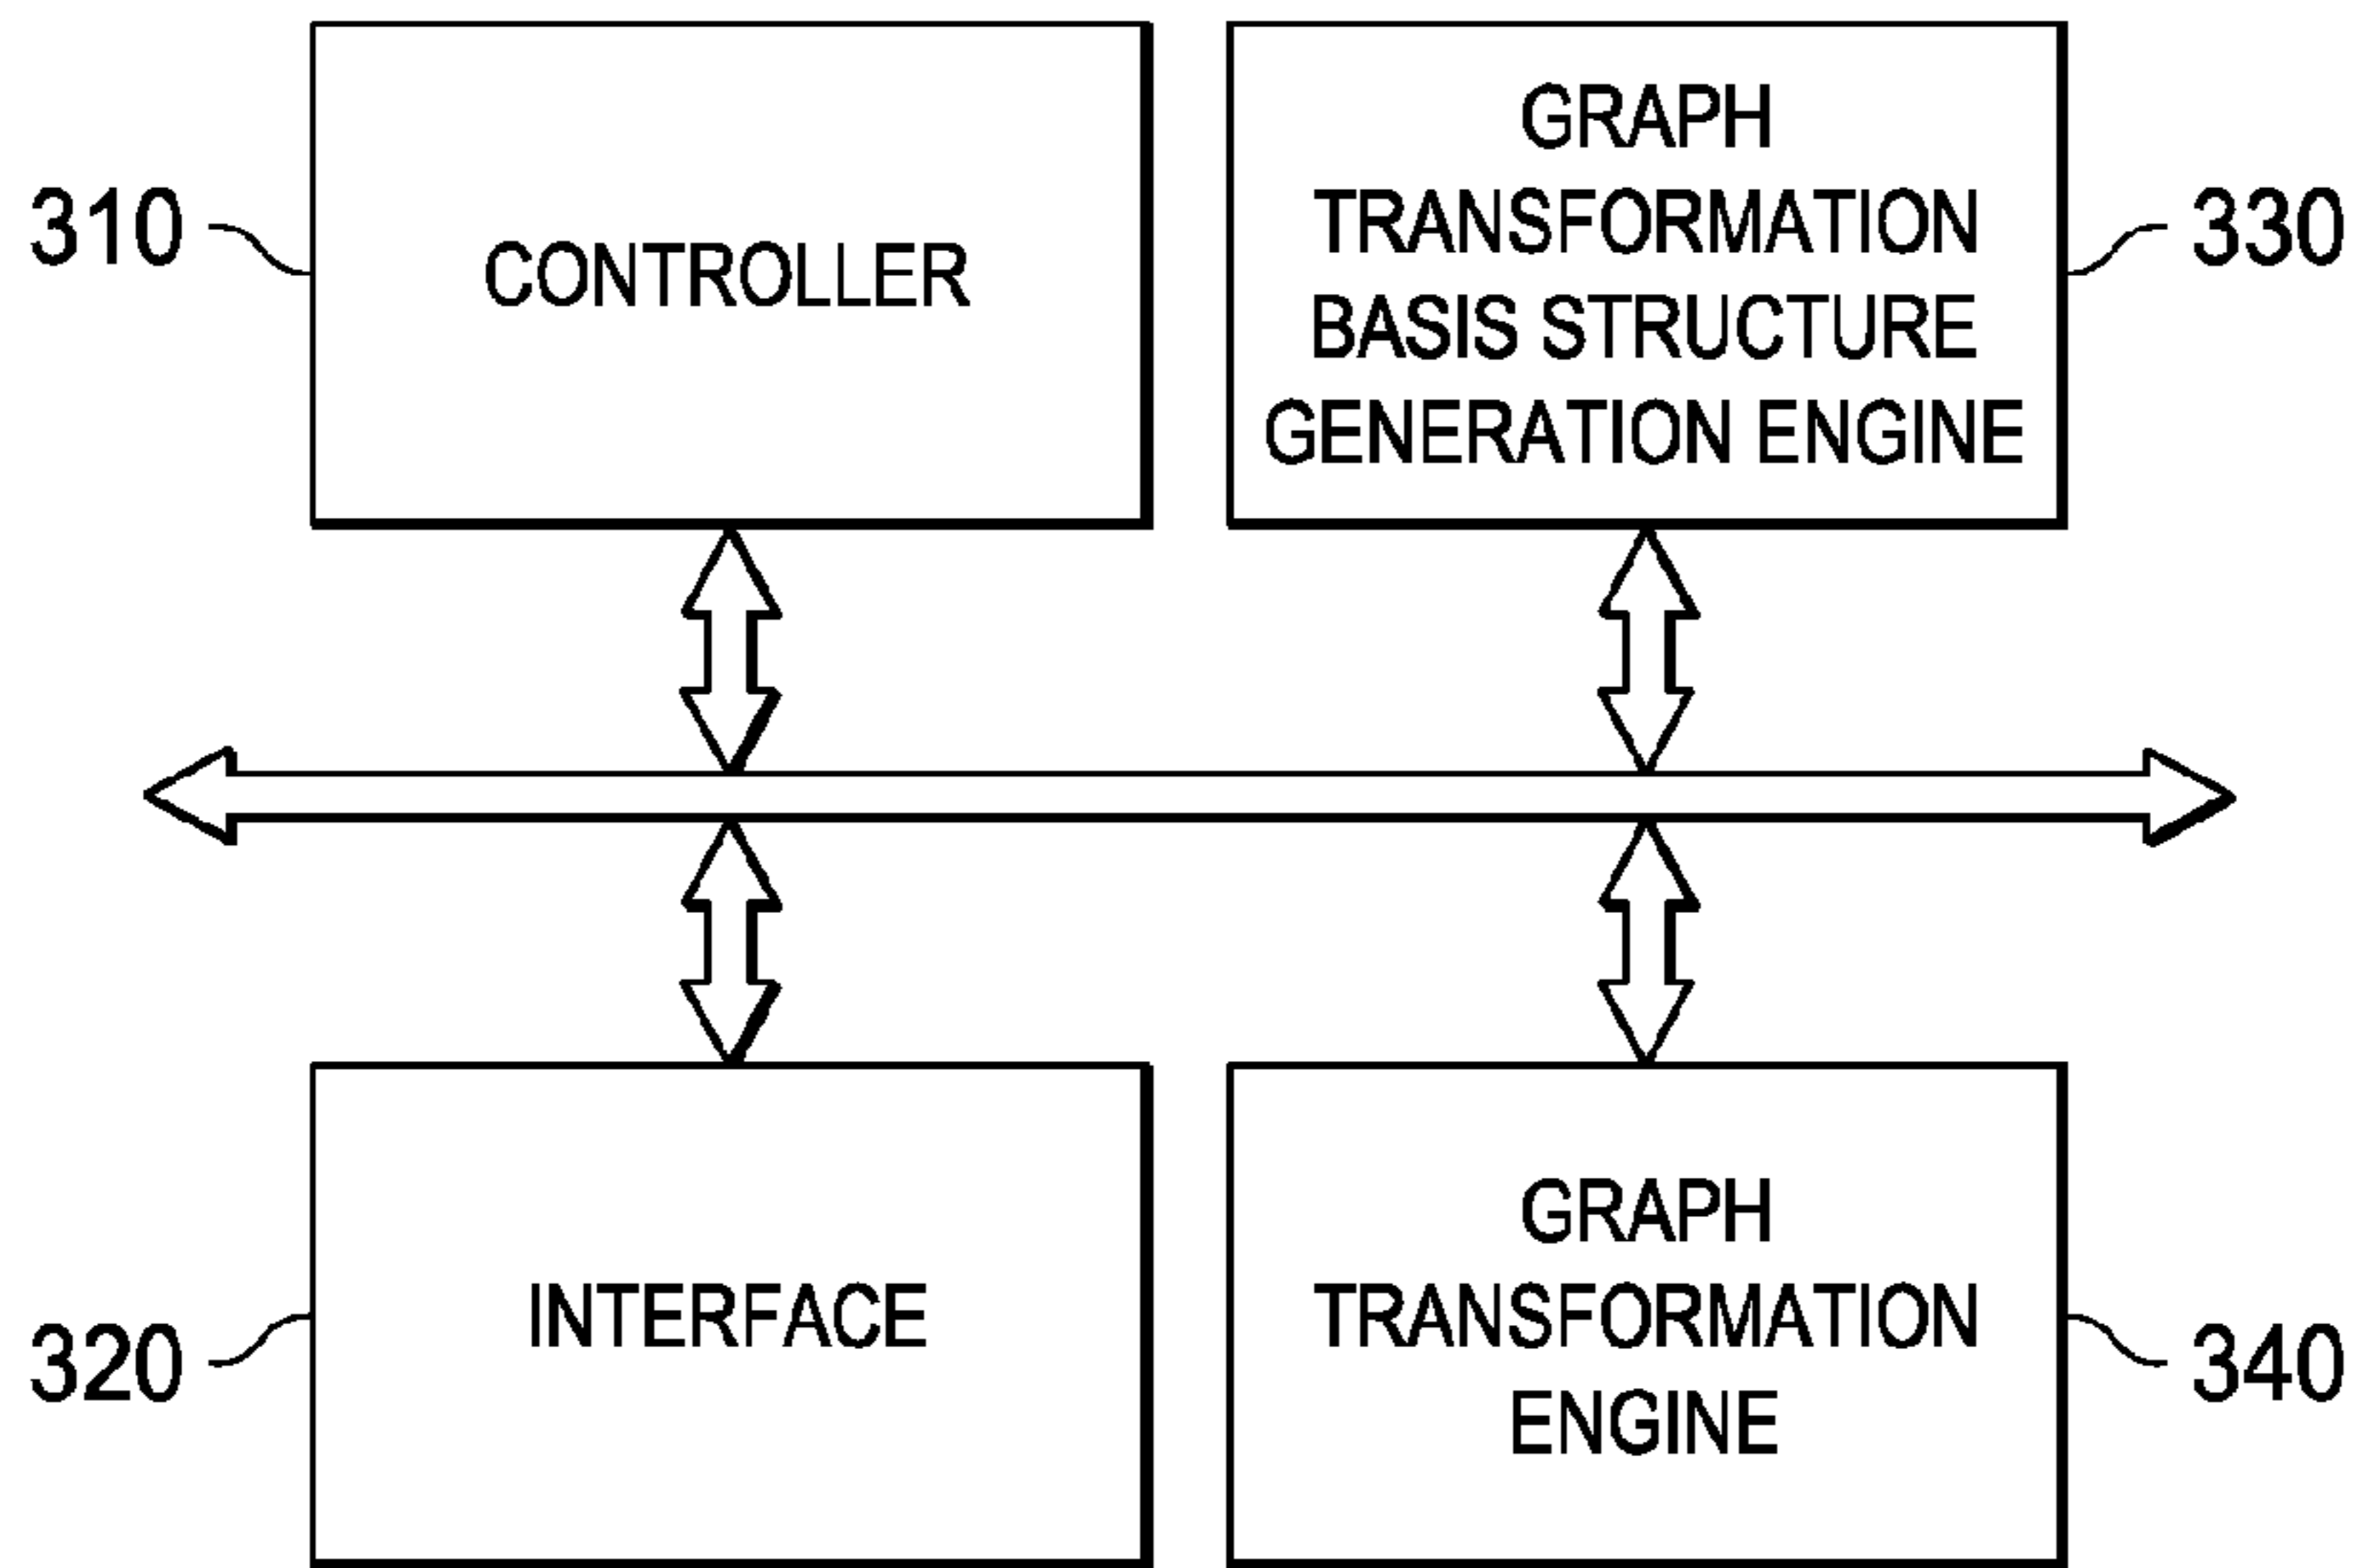 310
CONTROLLER
GRAPH
TRANSFORMATION
BASIS STRUCTURE
GENERATION ENGINE
330
320
INTERFACE
GRAPH
TRANSFORMATION
ENGINE
340